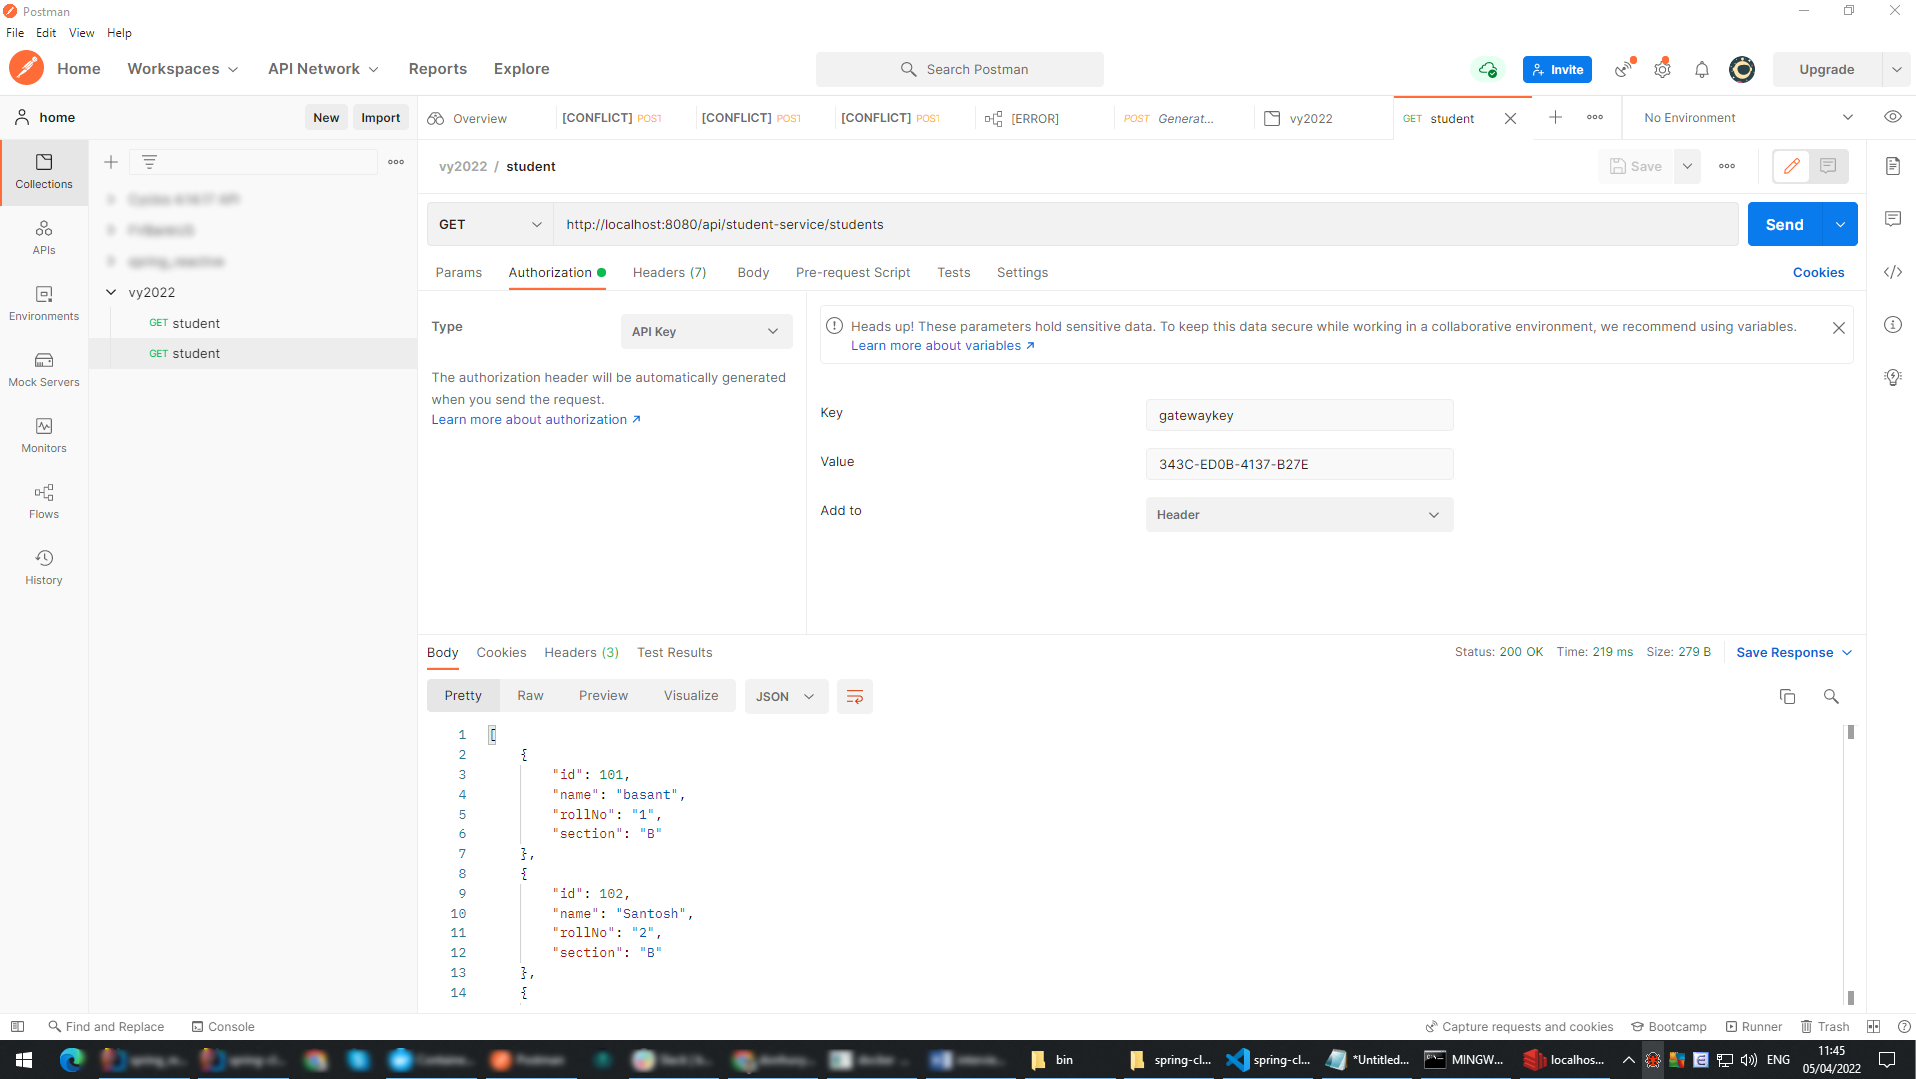 Postman
File Edit View Help
Home Workspaces API Network Reports Explore Search Postman Invite Upgrade
home New Import Overview [CONFLICT] POST [CONFLICT] POST [CONFLICT] POST [ERROR] POST Generat... vy2022 GET student No Environment
Collections
APIs
Environments
Mock Servers
Monitors
Flows
History
vy2022
GET student
GET student
vy2022 / student Save
GET http://localhost:8080/api/student-service/students Send
Params Authorization Headers (7) Body Pre-request Script Tests Settings Cookies
Type API Key
The authorization header will be automatically generated
when you send the request.
Learn more about authorization ↗
Heads up! These parameters hold sensitive data. To keep this data secure while working in a collaborative environment, we recommend using variables.
Learn more about variables ↗
Key gatewaykey
Value 343C-ED0B-4137-B27E
Add to Header
Body Cookies Headers (3) Test Results Status: 200 OK Time: 219 ms Size: 279 B Save Response
Pretty Raw Preview Visualize JSON
1 [
2 {
3 "id": 101,
4 "name": "basant",
5 "rollNo": "1",
6 "section": "B"
7 },
8 {
9 "id": 102,
10 "name": "Santosh",
11 "rollNo": "2",
12 "section": "B"
13 },
14 {
Find and Replace Console Capture requests and cookies Bootcamp Runner Trash
bin spring-cl... spring-cl... *Untitled... MINGW... localhos... ENG 11:45
05/04/2022